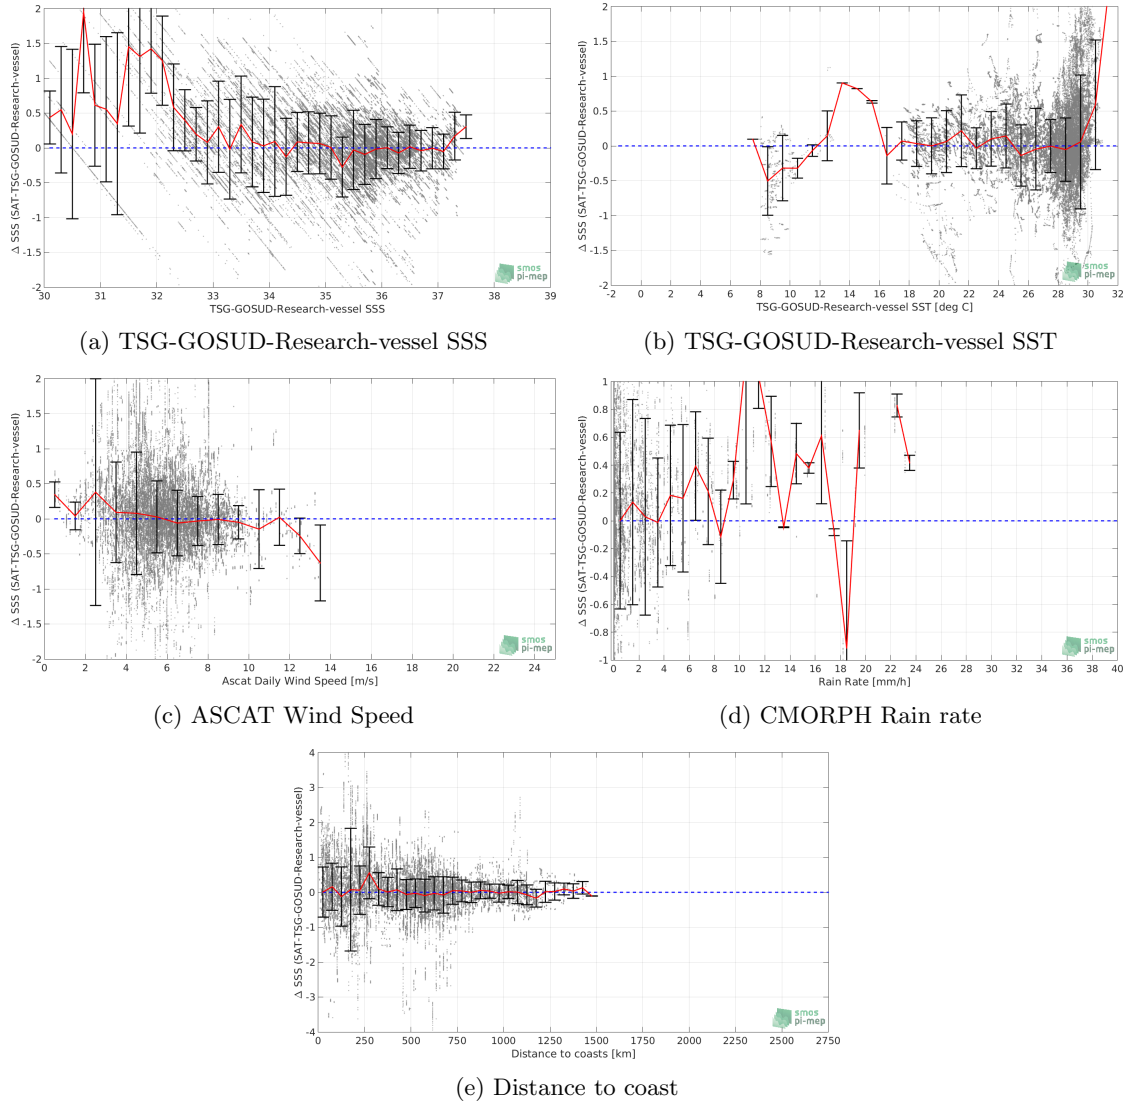 Δ SSS (SAT-TSG-GOSUD-Research-vessel)
2
1.5
1
0.5
0
-0.5
-1
-1.5
-2
30 31 32 33 34 35 36 37 38 39
TSG-GOSUD-Research-vessel SSS
smos
pi-mep
(a) TSG-GOSUD-Research-vessel SSS
Δ SSS (SAT-TSG-GOSUD-Research-vessel)
2
1.5
1
0.5
0
-0.5
-1
-1.5
-2
-2 0 2 4 6 8 10 12 14 16 18 20 22 24 26 28 30 32
TSG-GOSUD-Research-vessel SST [deg C]
smos
pi-mep
(b) TSG-GOSUD-Research-vessel SST
Δ SSS (SAT-TSG-GOSUD-Research-vessel)
2
1.5
1
0.5
0
-0.5
-1
-1.5
-2
0 2 4 6 8 10 12 14 16 18 20 22 24
Ascat Daily Wind Speed [m/s]
smos
pi-mep
(c) ASCAT Wind Speed
Δ SSS (SAT-TSG-GOSUD-Research-vessel)
1
0.8
0.6
0.4
0.2
0
-0.2
-0.4
-0.6
-0.8
-1
0 2 4 6 8 10 12 14 16 18 20 22 24 26 28 30 32 34 36 38 40
Rain Rate [mm/h]
smos
pi-mep
(d) CMORPH Rain rate
Δ SSS (SAT-TSG-GOSUD-Research-vessel)
4
3
2
1
0
-1
-2
-3
-4
0 250 500 750 1000 1250 1500 1750 2000 2250 2500 2750
Distance to coasts [km]
smos
pi-mep
(e) Distance to coast